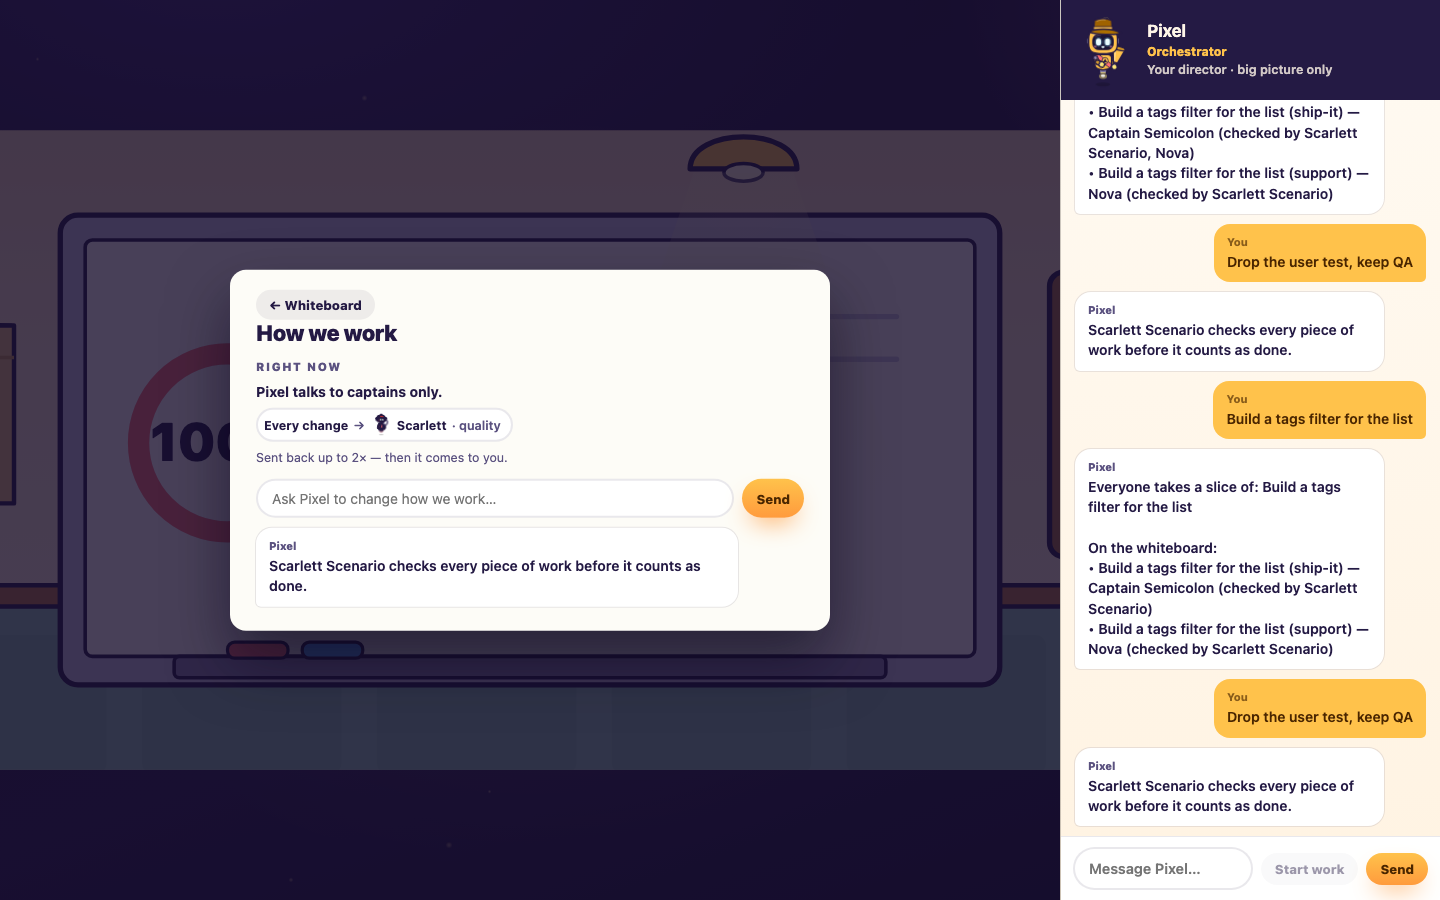 100
← Whiteboard
How we work
RIGHT NOW
Pixel talks to captains only.
Every change → Scarlett · quality
Sent back up to 2× — then it comes to you.
Ask Pixel to change how we work...
Send
Pixel
Scarlett Scenario checks every piece of work before it counts as
done.
Pixel
Orchestrator
Your director · big picture only
• Build a tags filter for the list (ship-it) —
Captain Semicolon (checked by Scarlett
Scenario, Nova)
• Build a tags filter for the list (support) —
Nova (checked by Scarlett Scenario)
You
Drop the user test, keep QA
Pixel
Scarlett Scenario checks every piece of
work before it counts as done.
You
Build a tags filter for the list
Pixel
Everyone takes a slice of: Build a tags
filter for the list
On the whiteboard:
• Build a tags filter for the list (ship-it) —
Captain Semicolon (checked by Scarlett
Scenario)
• Build a tags filter for the list (support) —
Nova (checked by Scarlett Scenario)
You
Drop the user test, keep QA
Pixel
Scarlett Scenario checks every piece of
work before it counts as done.
Message Pixel...
Start work
Send